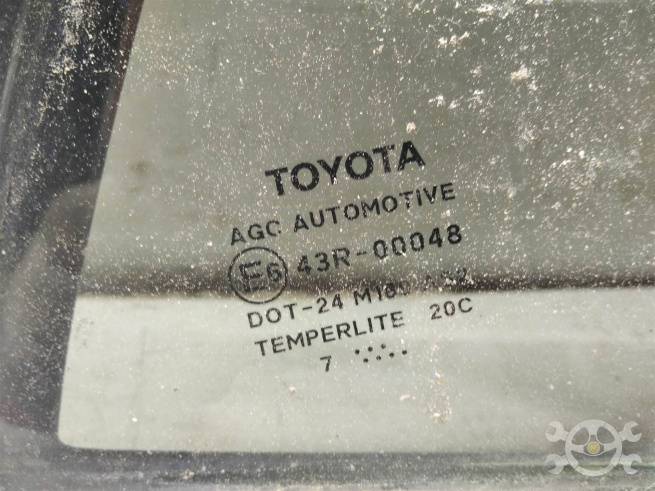 TOYOTA
AGC AUTOMOTIVE
E6 43R-00048
DOT-24
TEMPERLITE 20C
7